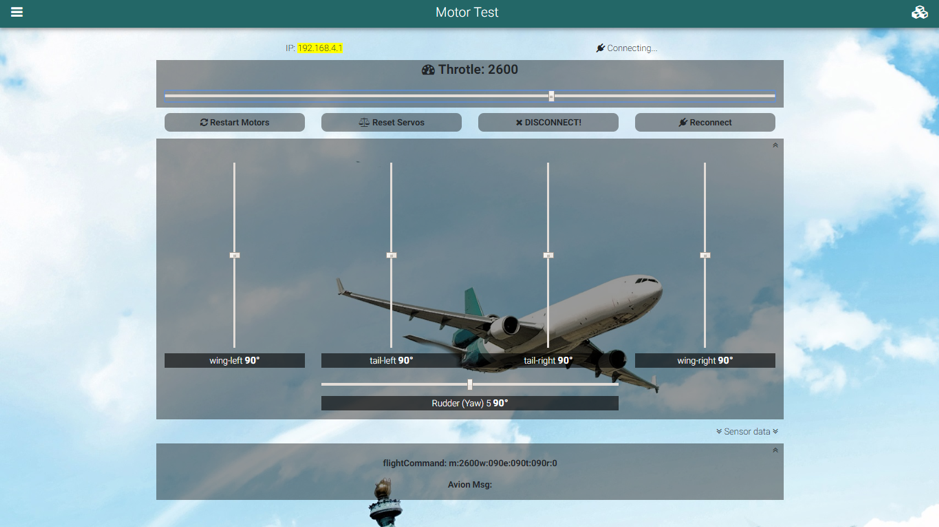 Motor Test
IP: 192.168.4.1
Connecting...
Throtle: 2600
Restart Motors
Reset Servos
DISCONNECT!
Reconnect
wing-left 90°
tail-left 90°
tail-right 90°
wing-right 90°
Rudder (Yaw) 5 90°
Sensor data
flightCommand: m:2600w:090e:090t:090r:0
Avion Msg: